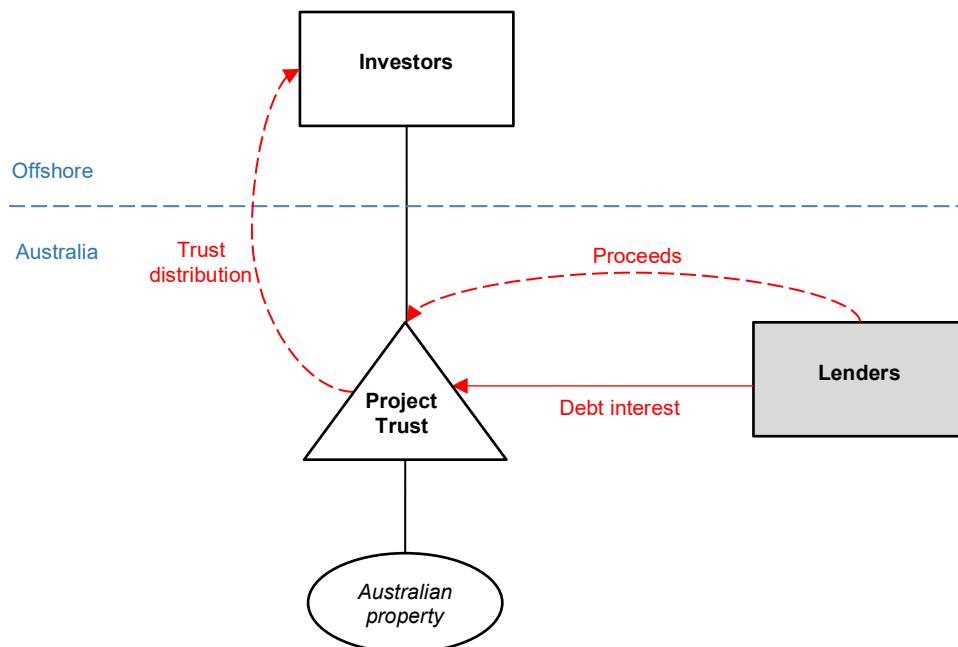 Investors
Offshore
Australia
Trust
distribution
Proceeds
Lenders
Debt interest
Project
Trust
Australian
property